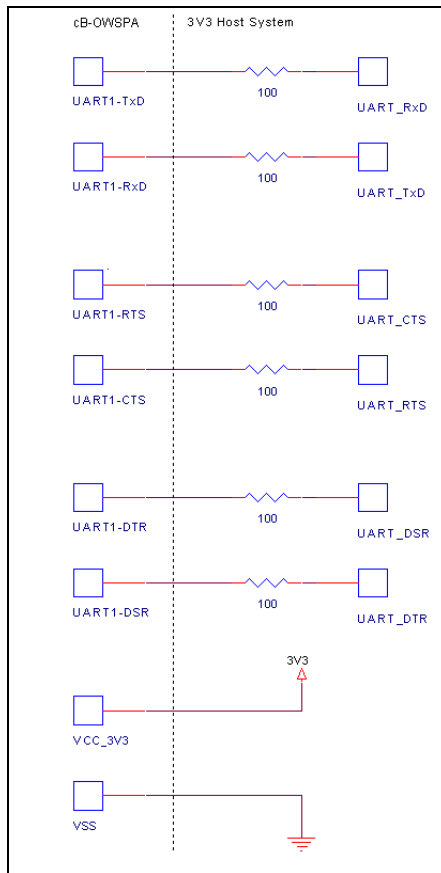 cB-OWSPA 3V3 Host System
UART1-TxD 100 UART_RxD
UART1-RxD 100 UART_TxD
UART1-RTS 100 UART_CTS
UART1-CTS 100 UART_RTS
UART1-DTR 100 UART_DSR
UART1-DSR 100 UART_DTR
3V3
VCC_3V3
VSS